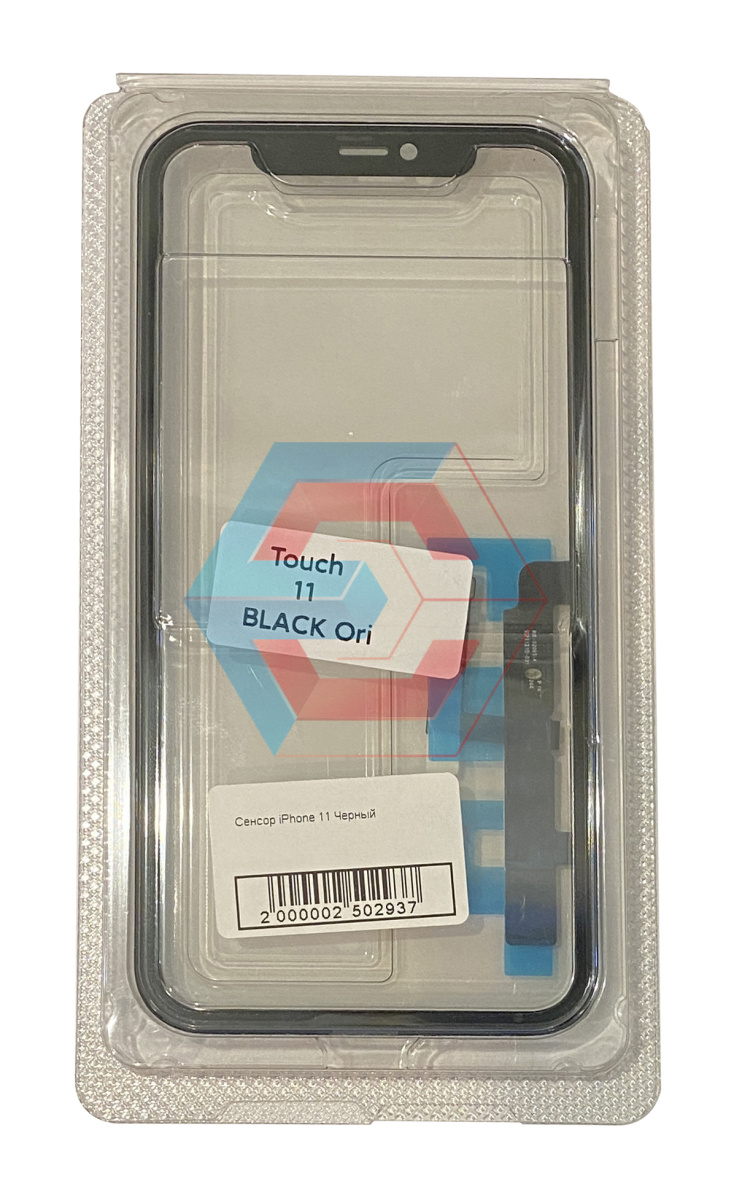 Touch
11
BLACK Ori
Сенсор iPhone 11 Черный
2 000002 502937